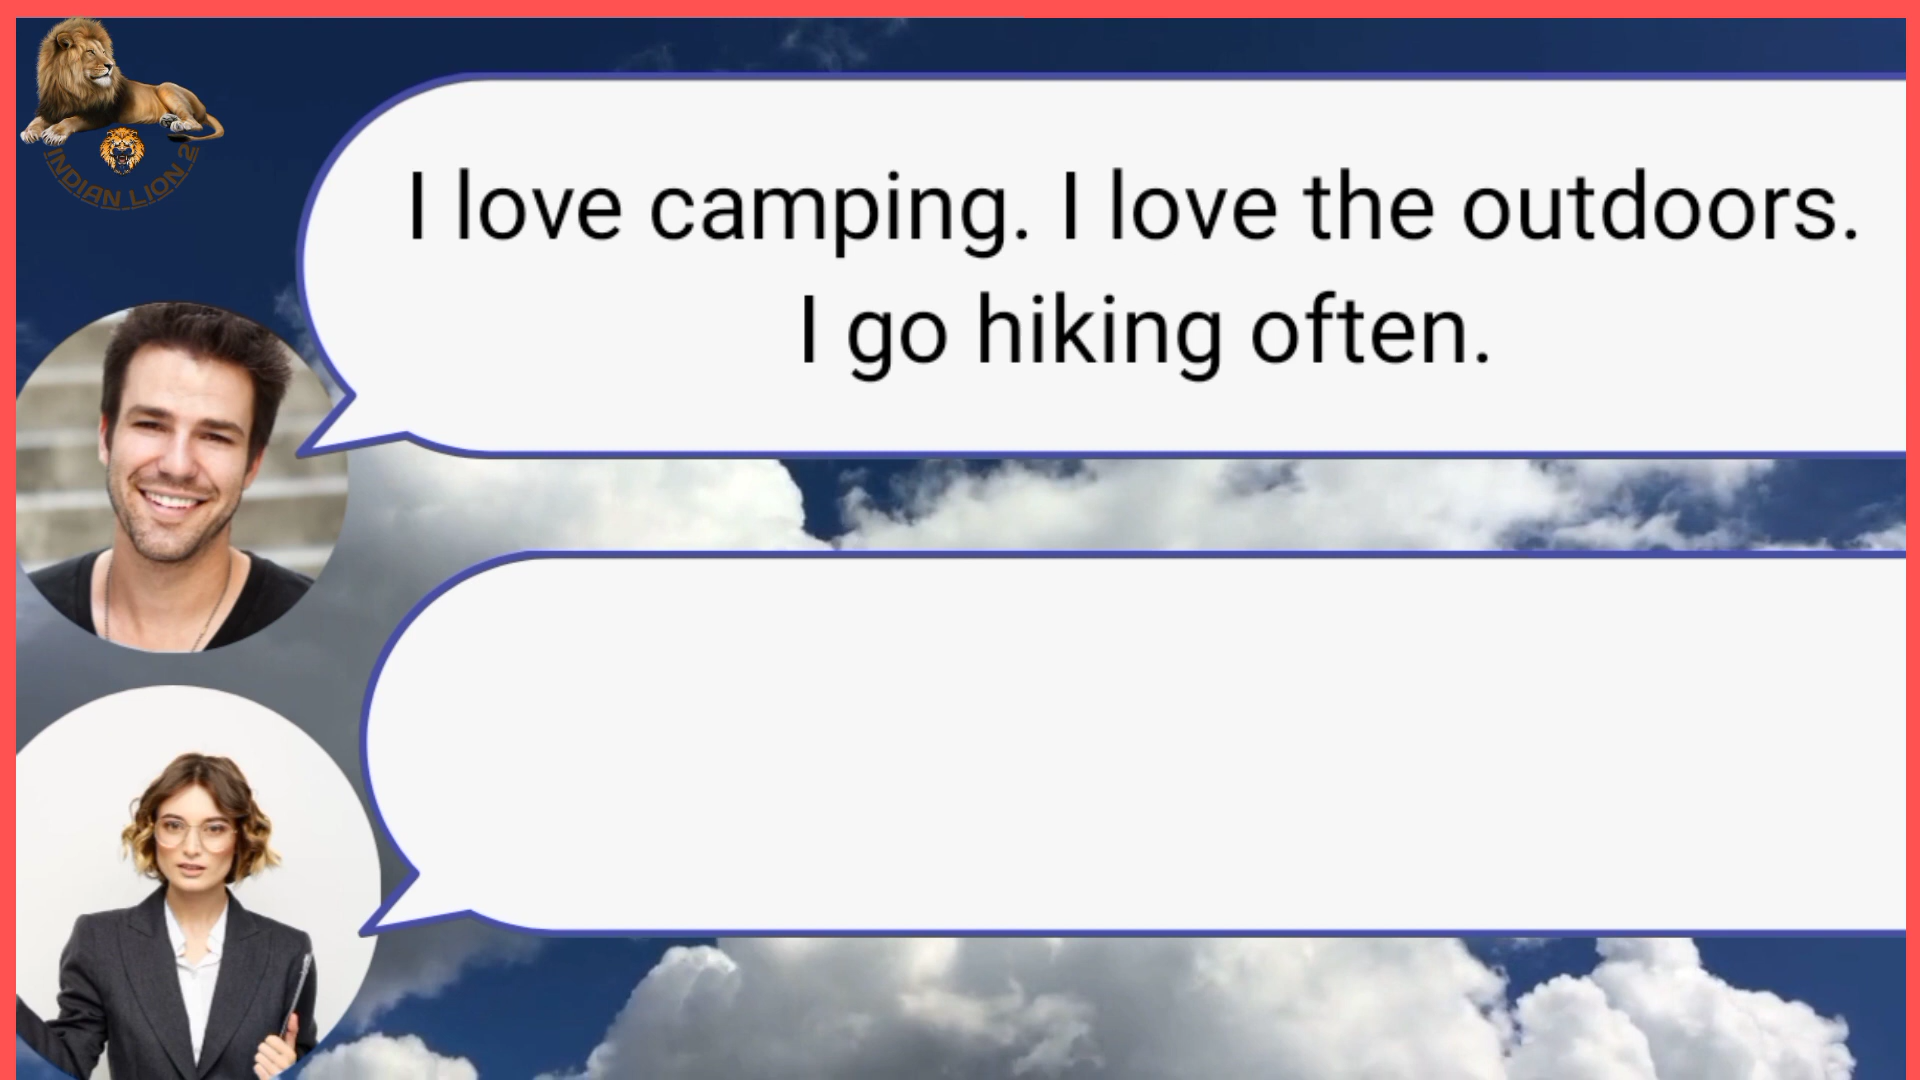 INDIAN LION 2
I love camping. I love the outdoors.
I go hiking often.